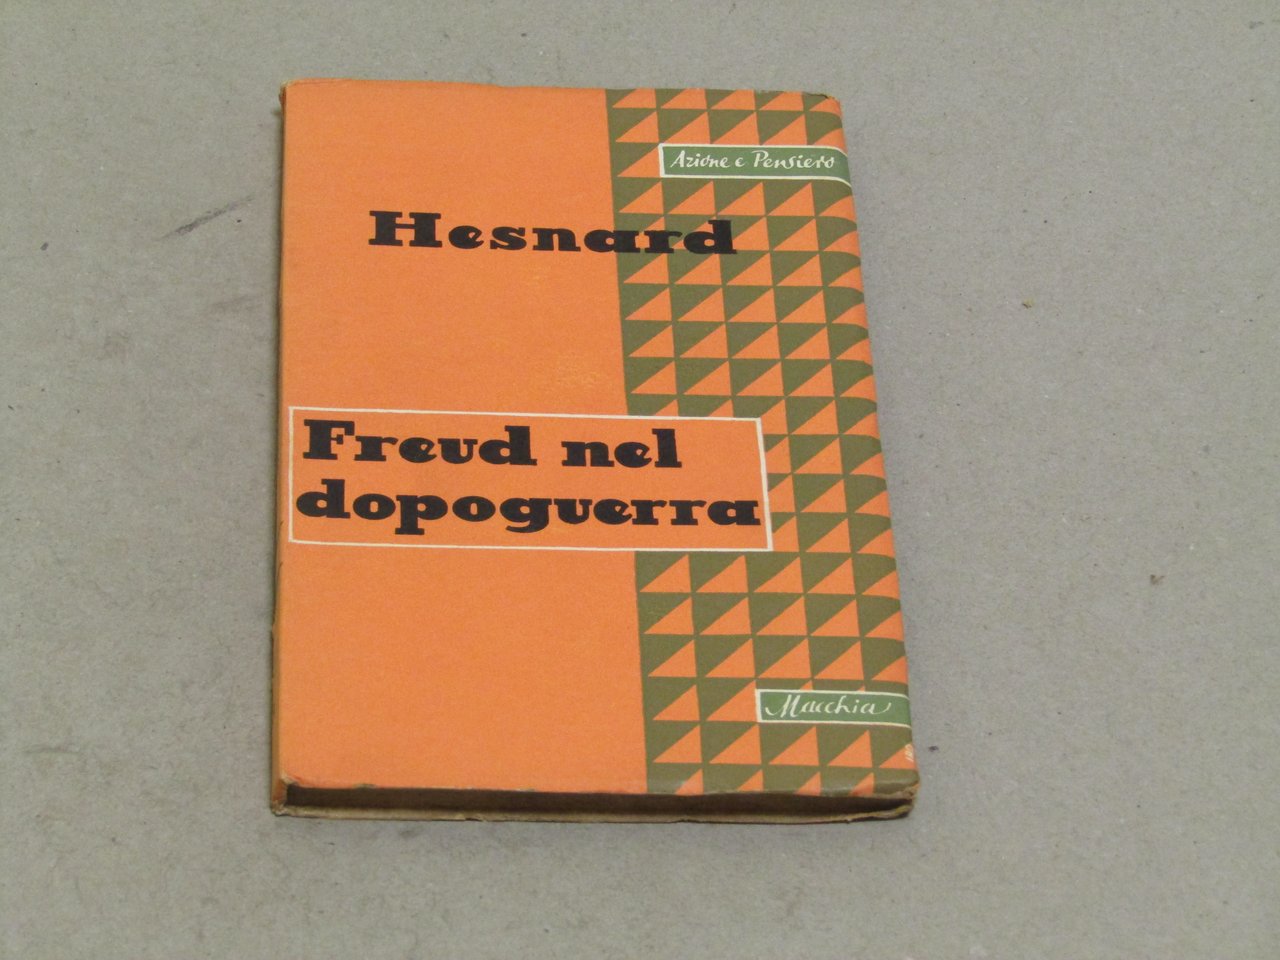 Azione e Pensiero
Hesnard
Freud nel
dopoguerra
Macchia